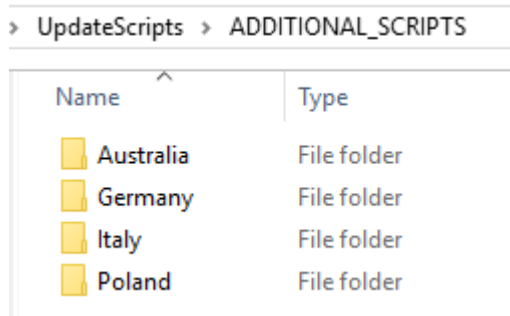 > UpdateScripts > ADDITIONAL_SCRIPTS
Name Type
Australia File folder
Germany File folder
Italy File folder
Poland File folder